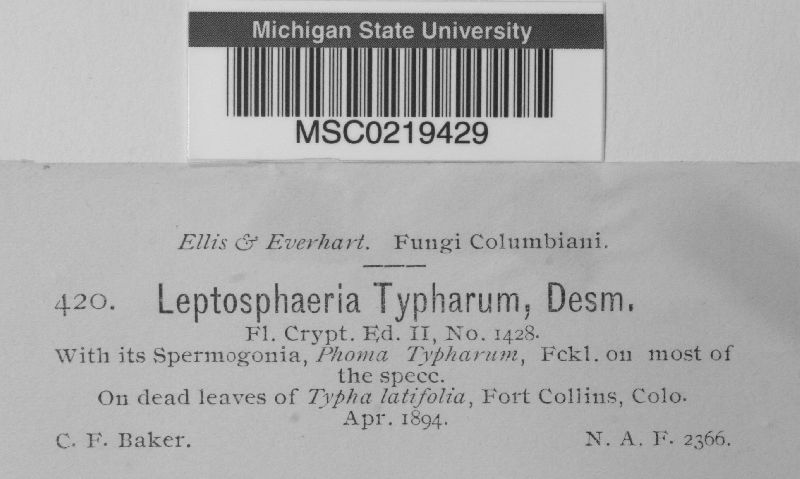 Michigan State University
MSC0219429
Ellis & Everhart. Fungi Columbiani.
420. Leptosphaeria Typharum, Desm.
Fl. Crypt. Ed. II, No. 1428.
With its Spermogonia, Phoma Typharum, Fckl. on most of
the specc.
On dead leaves of Typha latifolia, Fort Collins, Colo.
Apr. 1894.
C. F. Baker. N. A. F. 2366.